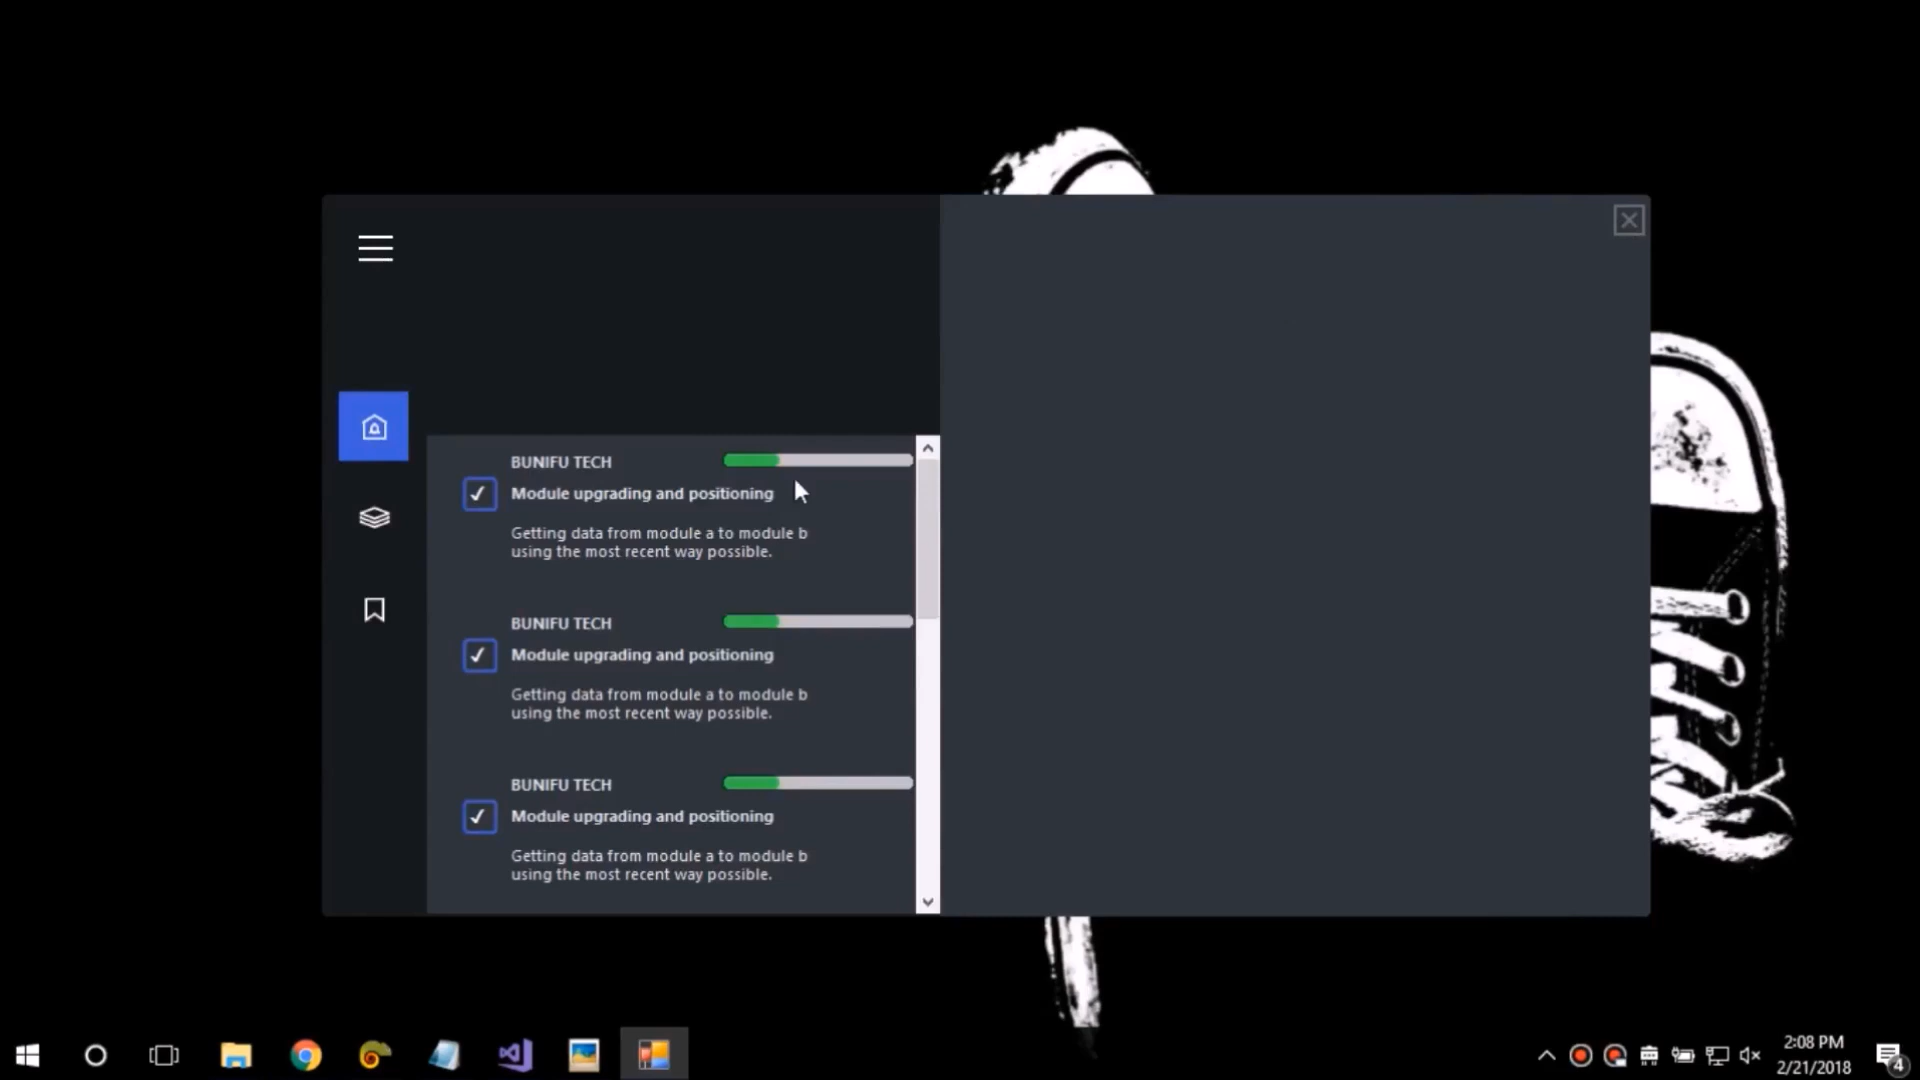 BUNIFU TECH
Module upgrading and positioning
Getting data from module a to module b
using the most recent way possible.
BUNIFU TECH
Module upgrading and positioning
Getting data from module a to module b
using the most recent way possible.
BUNIFU TECH
Module upgrading and positioning
Getting data from module a to module b
using the most recent way possible.
2:08 PM
2/21/2018
4